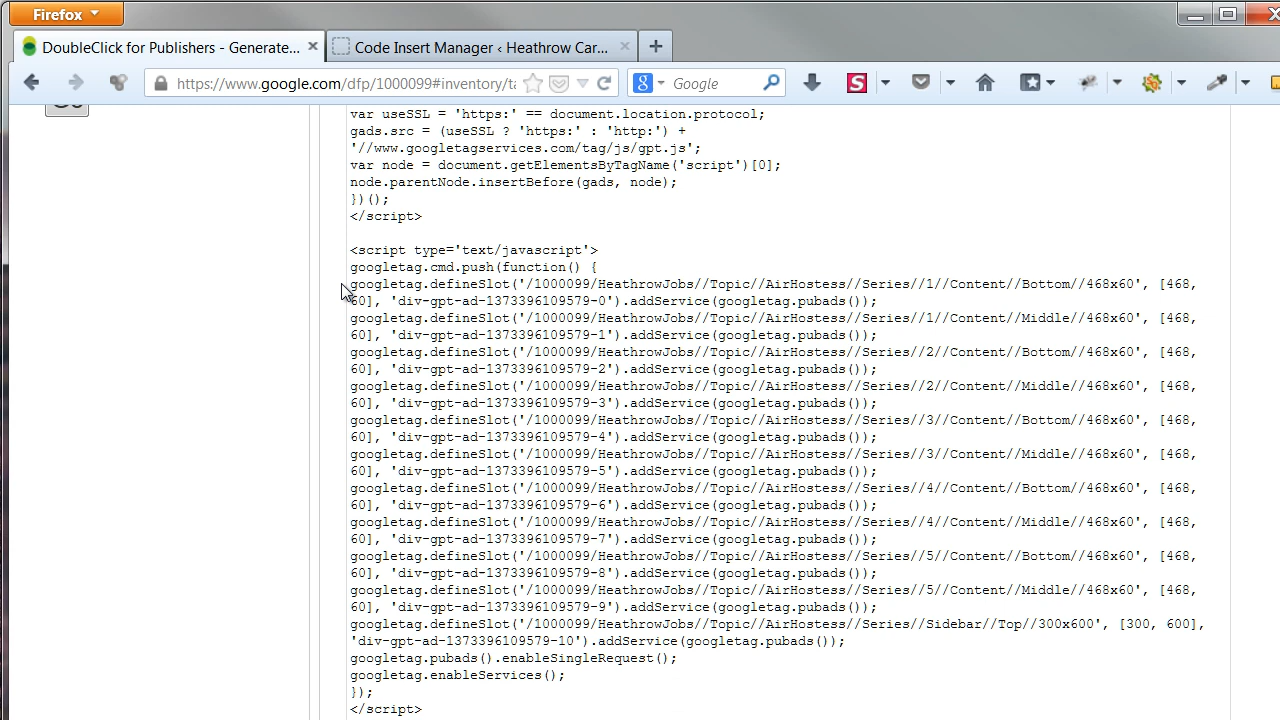 Firefox
DoubleClick for Publishers - Generate...
Code Insert Manager ‹ Heathrow Car...
https://www.google.com/dfp/1000099#inventory/ta
Google
var useSSL = 'https:' == document.location.protocol;
gads.src = (useSSL ? 'https:' : 'http:') +
'//www.googletagservices.com/tag/js/gpt.js';
var node = document.getElementsByTagName('script')[0];
node.parentNode.insertBefore(gads, node);
})();
</script>
<script type='text/javascript'>
googletag.cmd.push(function() {
googletag.defineSlot('/1000099/HeathrowJobs//Topic//AirHostess//Series//1//Content//Bottom//468x60', [468,
60], 'div-gpt-ad-1373396109579-0').addService(googletag.pubads());
googletag.defineSlot('/1000099/HeathrowJobs//Topic//AirHostess//Series//1//Content//Middle//468x60', [468,
60], 'div-gpt-ad-1373396109579-1').addService(googletag.pubads());
googletag.defineSlot('/1000099/HeathrowJobs//Topic//AirHostess//Series//2//Content//Bottom//468x60', [468,
60], 'div-gpt-ad-1373396109579-2').addService(googletag.pubads());
googletag.defineSlot('/1000099/HeathrowJobs//Topic//AirHostess//Series//2//Content//Middle//468x60', [468,
60], 'div-gpt-ad-1373396109579-3').addService(googletag.pubads());
googletag.defineSlot('/1000099/HeathrowJobs//Topic//AirHostess//Series//3//Content//Bottom//468x60', [468,
60], 'div-gpt-ad-1373396109579-4').addService(googletag.pubads());
googletag.defineSlot('/1000099/HeathrowJobs//Topic//AirHostess//Series//3//Content//Middle//468x60', [468,
60], 'div-gpt-ad-1373396109579-5').addService(googletag.pubads());
googletag.defineSlot('/1000099/HeathrowJobs//Topic//AirHostess//Series//4//Content//Bottom//468x60', [468,
60], 'div-gpt-ad-1373396109579-6').addService(googletag.pubads());
googletag.defineSlot('/1000099/HeathrowJobs//Topic//AirHostess//Series//4//Content//Middle//468x60', [468,
60], 'div-gpt-ad-1373396109579-7').addService(googletag.pubads());
googletag.defineSlot('/1000099/HeathrowJobs//Topic//AirHostess//Series//5//Content//Bottom//468x60', [468,
60], 'div-gpt-ad-1373396109579-8').addService(googletag.pubads());
googletag.defineSlot('/1000099/HeathrowJobs//Topic//AirHostess//Series//5//Content//Middle//468x60', [468,
60], 'div-gpt-ad-1373396109579-9').addService(googletag.pubads());
googletag.defineSlot('/1000099/HeathrowJobs//Topic//AirHostess//Series//Sidebar//Top//300x600', [300, 600],
'div-gpt-ad-1373396109579-10').addService(googletag.pubads());
googletag.pubads().enableSingleRequest();
googletag.enableServices();
});
</script>